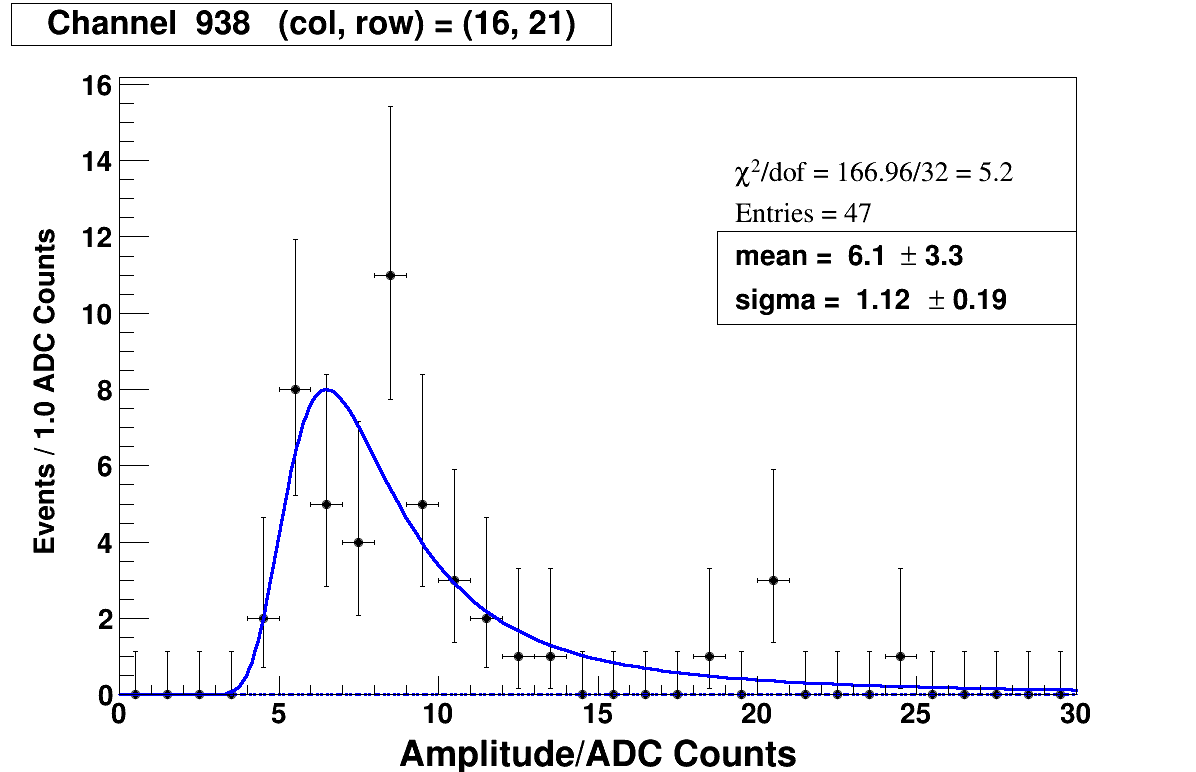 Channel 938 (col, row) = (16, 21)
16
14
12
10
8
6
4
2
0
Events / 1.0 ADC Counts
χ²/dof = 166.96/32 = 5.2
Entries = 47
mean = 6.1 ± 3.3
sigma = 1.12 ± 0.19
0 5 10 15 20 25 30
Amplitude/ADC Counts